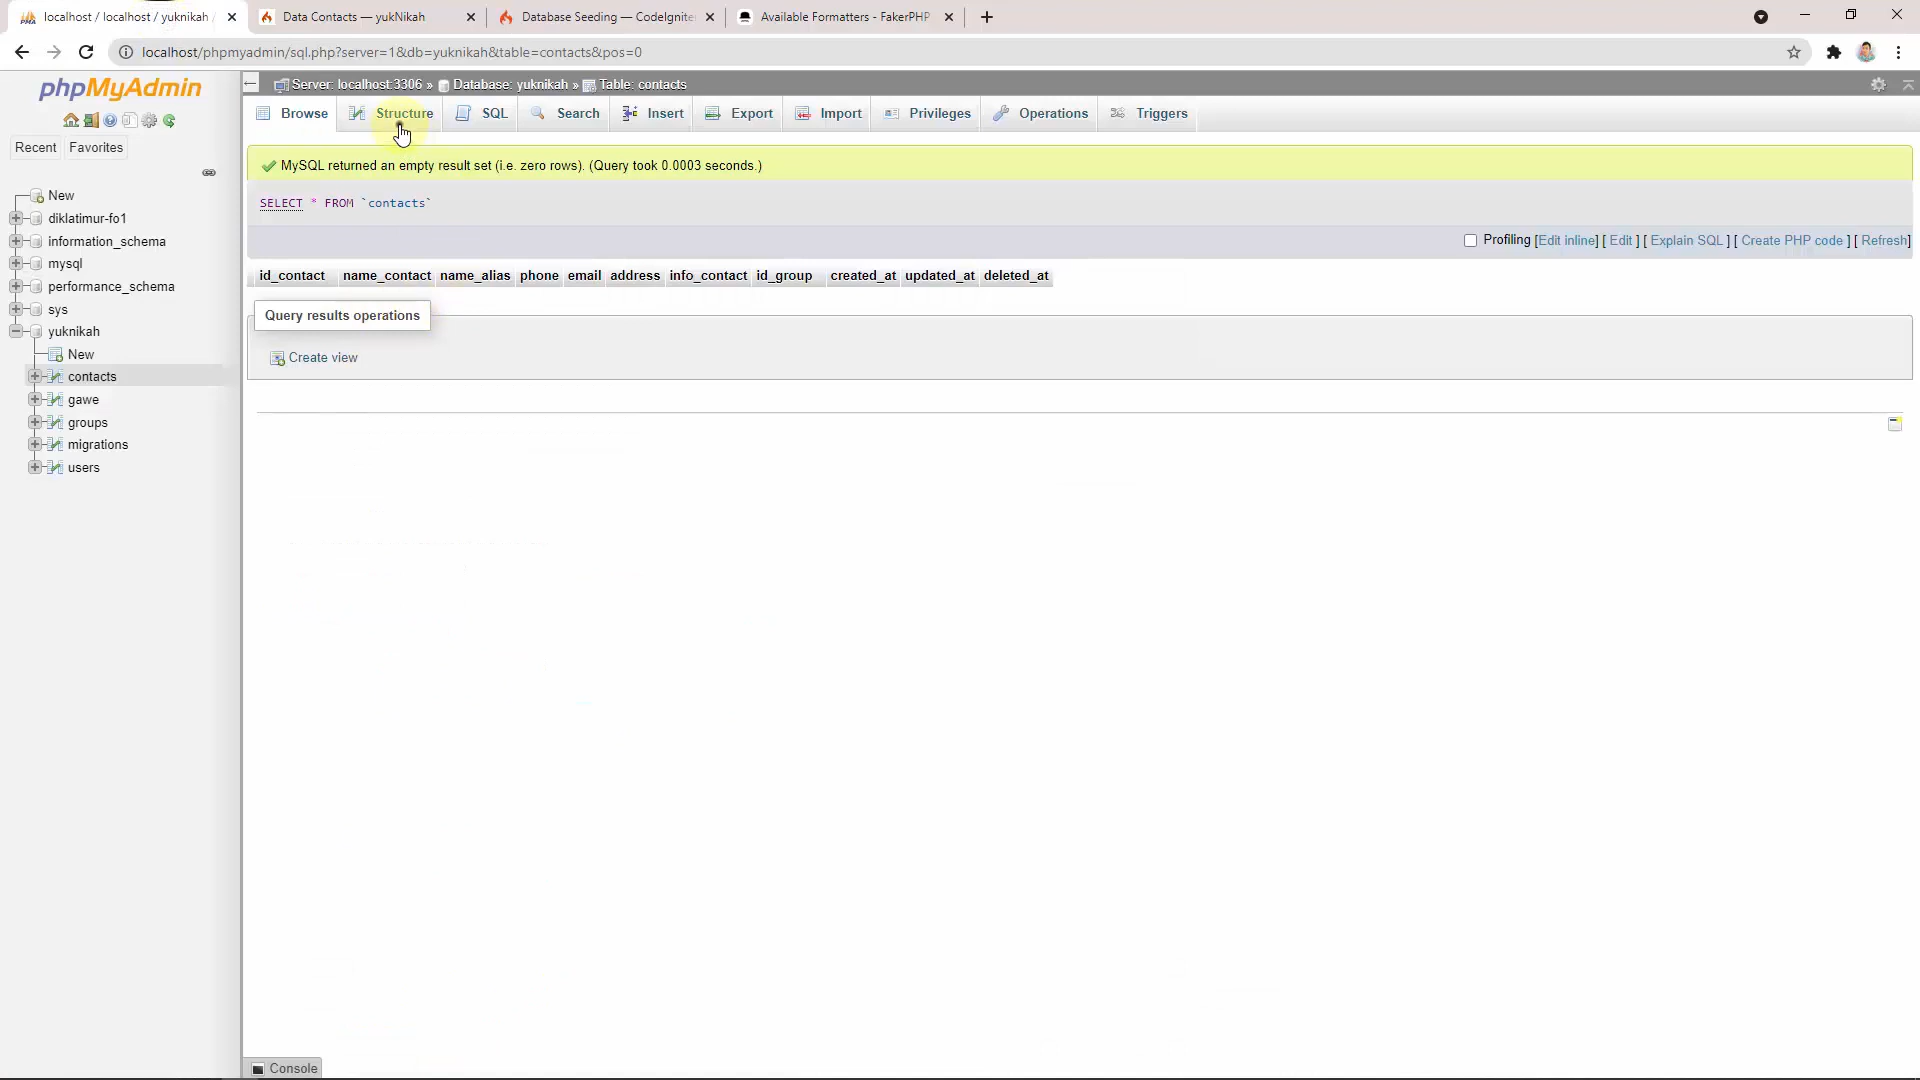 localhost / localhost / yuknikah /
Data Contacts — yukNikah
Database Seeding — CodeIgnite
Available Formatters - FakerPHP
localhost/phpmyadmin/sql.php?server=1&db=yuknikah&table=contacts&pos=0
phpMyAdmin
Recent
Favorites
New
diklatimur-fo1
information_schema
mysql
performance_schema
sys
yuknikah
New
contacts
gawe
groups
migrations
users
Server: localhost:3306 » Database: yuknikah » Table: contacts
Browse Structure SQL Search Insert Export Import Privileges Operations Triggers
MySQL returned an empty result set (i.e. zero rows). (Query took 0.0003 seconds.)
SELECT * FROM `contacts`
Profiling [Edit inline] [ Edit ] [ Explain SQL ] [ Create PHP code ] [ Refresh]
id_contact name_contact name_alias phone email address info_contact id_group created_at updated_at deleted_at
Query results operations
Create view
Console